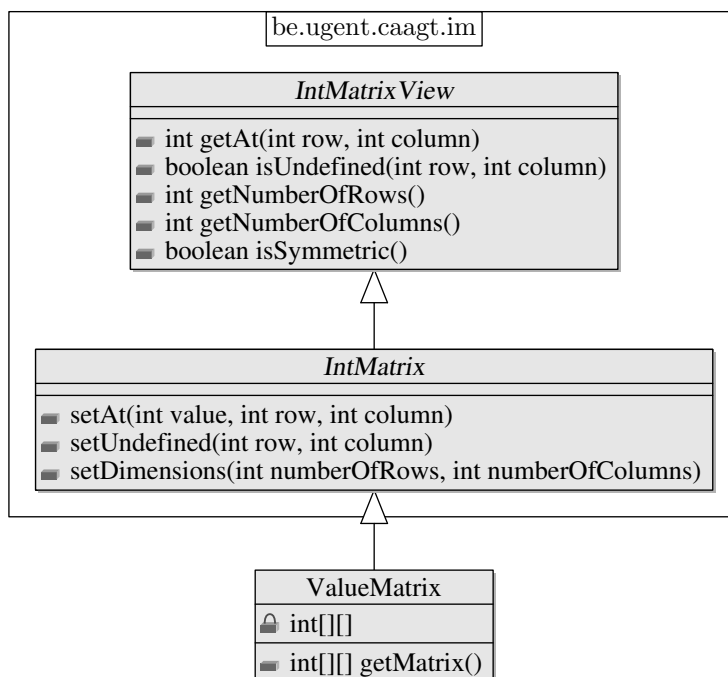 be.ugent.caagt.im
IntMatrixView
int getAt(int row, int column)
boolean isUndefined(int row, int column)
int getNumberOfRows()
int getNumberOfColumns()
boolean isSymmetric()
IntMatrix
setAt(int value, int row, int column)
setUndefined(int row, int column)
setDimensions(int numberOfRows, int numberOfColumns)
ValueMatrix
int[][]
int[][] getMatrix()